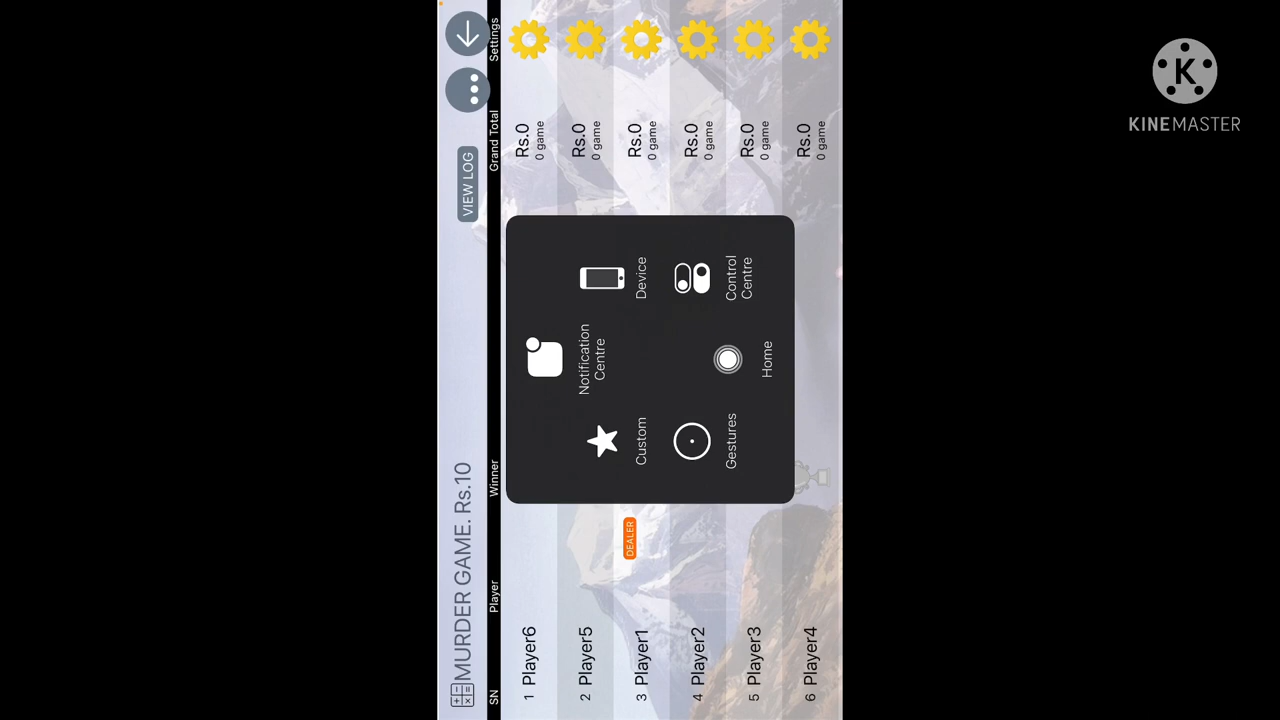 MURDER GAME. Rs.10
VIEW LOG
SN Player Winner Grand Total Settings
1 Player6 Rs.0
0 game
2 Player5 Rs.0
0 game
3 Player1 DEALER Rs.0
0 game
4 Player2 Rs.0
0 game
5 Player3 Rs.0
0 game
6 Player4 Rs.0
0 game
Notification
Centre
Custom
Device
Gestures
Control
Centre
Home
K
KINEMASTER